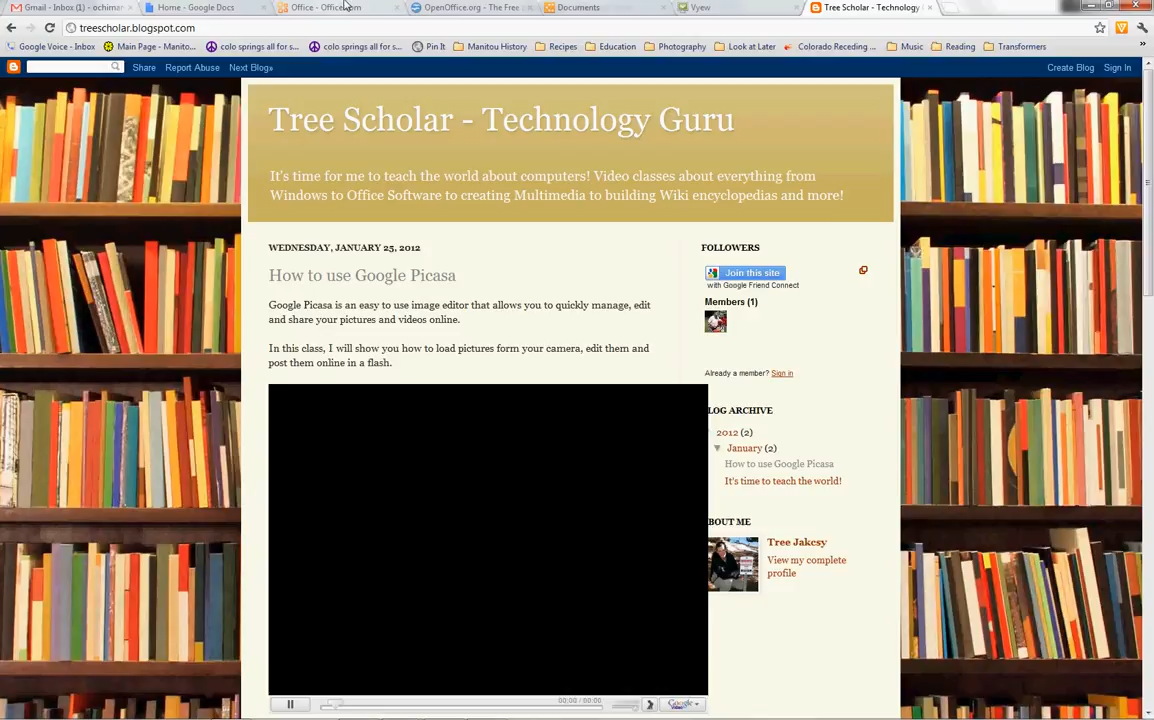 Gmail - Inbox (1) - ochimar
Home - Google Docs
Office - Office.com
OpenOffice.org - The Free
Documents
Vyew
Tree Scholar - Technology
treescholar.blogspot.com
Google Voice - Inbox
Main Page - Manito...
colo springs all for s...
colo springs all for s...
Pin It
Manitou History
Recipes
Education
Photography
Look at Later
Colorado Receding ...
Music
Reading
Transformers
Share
Report Abuse
Next Blog»
Create Blog
Sign In
Tree Scholar - Technology Guru
It's time for me to teach the world about computers! Video classes about everything from
Windows to Office Software to creating Multimedia to building Wiki encyclopedias and more!
WEDNESDAY, JANUARY 25, 2012
How to use Google Picasa
Google Picasa is an easy to use image editor that allows you to quickly manage, edit
and share your pictures and videos online.
In this class, I will show you how to load pictures form your camera, edit them and
post them online in a flash.
00:00 / 00:00
Google
FOLLOWERS
Join this site
with Google Friend Connect
Members (1)
Already a member? Sign in
LOG ARCHIVE
2012 (2)
January (2)
How to use Google Picasa
It's time to teach the world!
BOUT ME
Tree Jakcsy
View my complete
profile